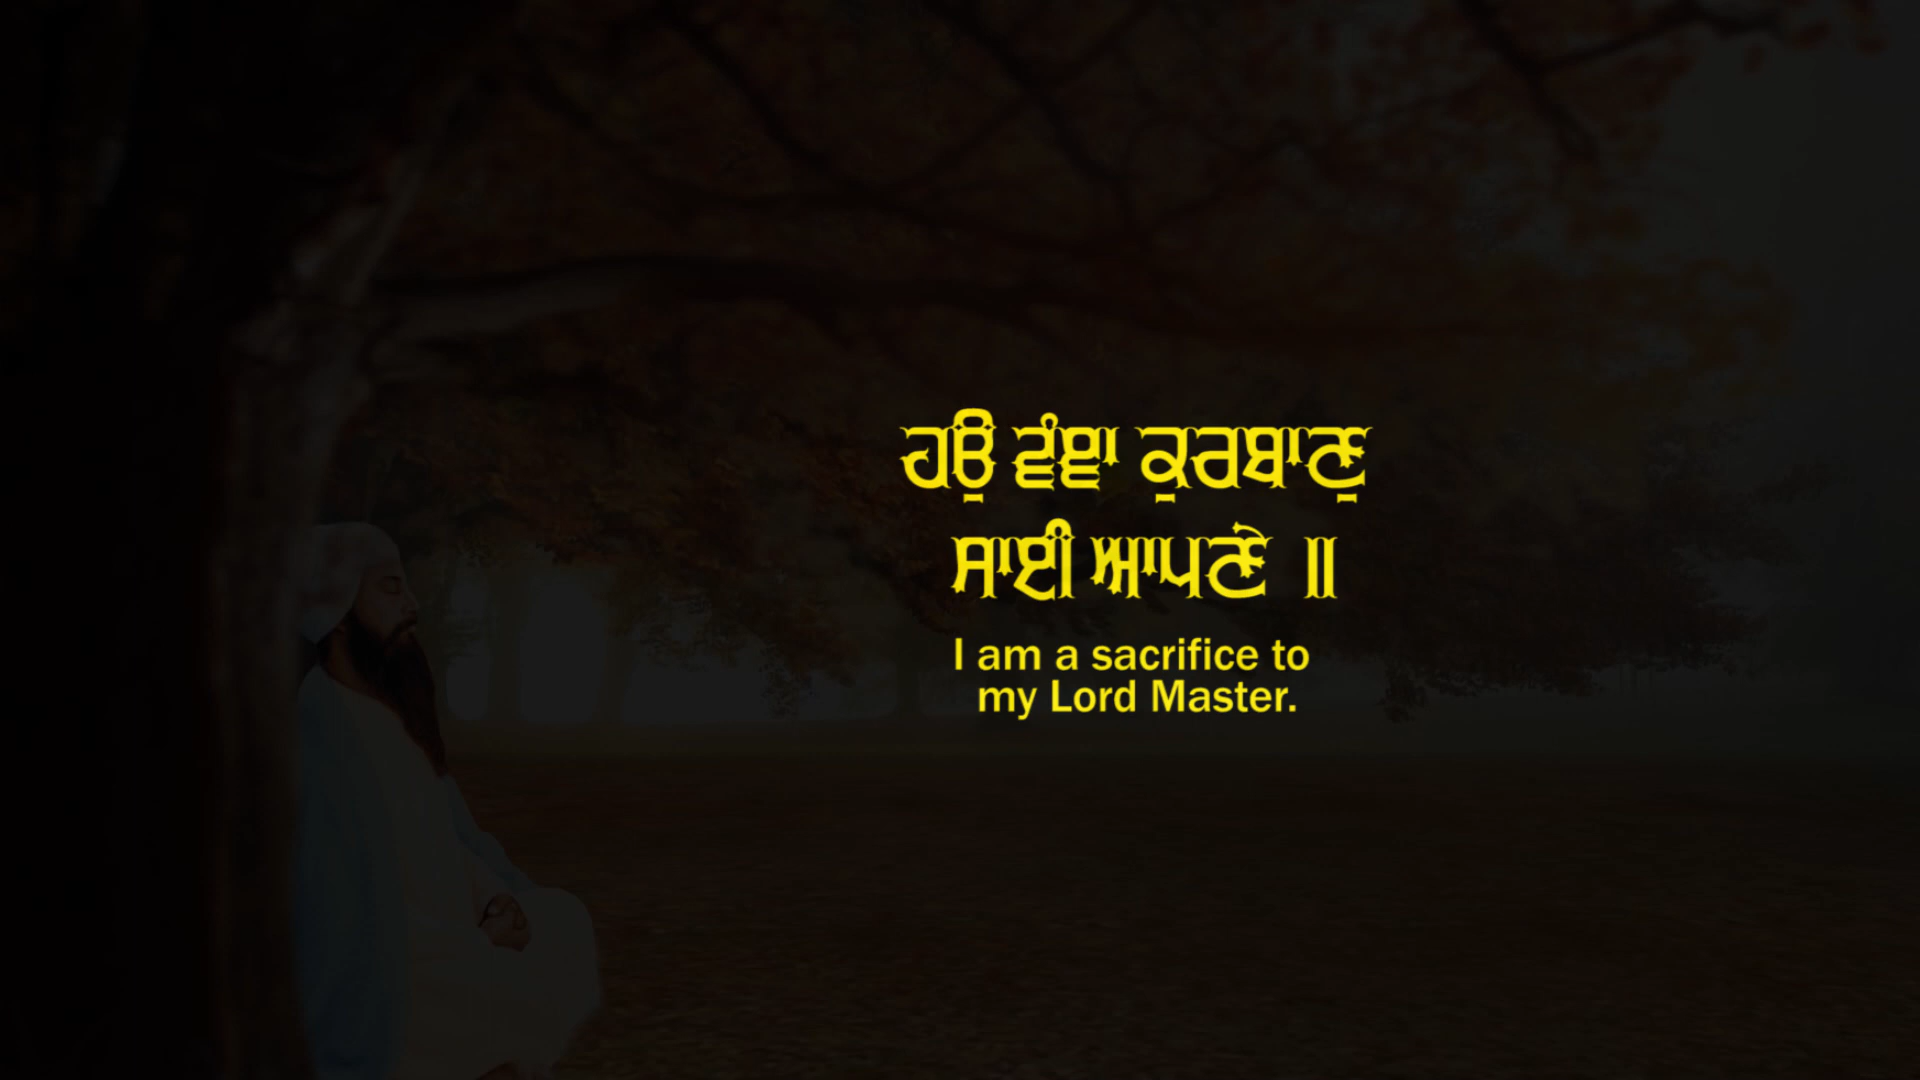 ਹਉ ਵੰਞਾ ਕੁਰਬਾਣੁ
ਸਾਈ ਆਪਣੇ ॥
I am a sacrifice to
my Lord Master.